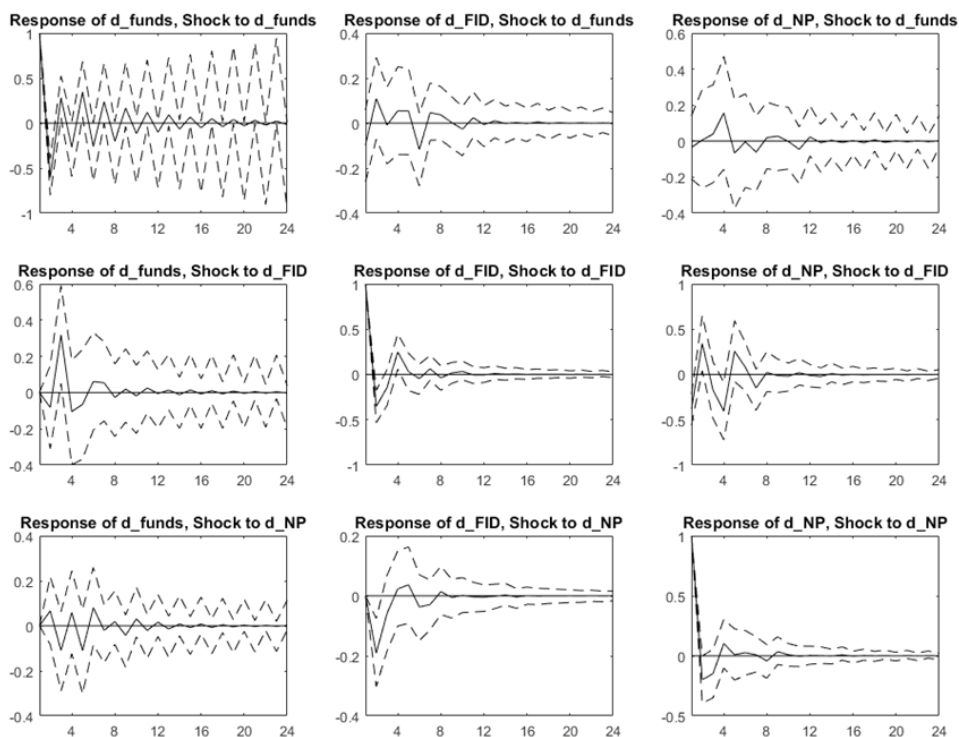 Response of d_funds, Shock to d_funds
1
0.5
0
-0.5
-1
4 8 12 16 20 24
Response of d_FID, Shock to d_funds
0.4
0.2
0
-0.2
-0.4
4 8 12 16 20 24
Response of d_NP, Shock to d_funds
0.6
0.4
0.2
0
-0.2
-0.4
4 8 12 16 20 24
Response of d_funds, Shock to d_FID
0.6
0.4
0.2
0
-0.2
-0.4
4 8 12 16 20 24
Response of d_FID, Shock to d_FID
1
0.5
0
-0.5
-1
4 8 12 16 20 24
Response of d_NP, Shock to d_FID
1
0.5
0
-0.5
-1
4 8 12 16 20 24
Response of d_funds, Shock to d_NP
0.4
0.2
0
-0.2
-0.4
4 8 12 16 20 24
Response of d_FID, Shock to d_NP
0.2
0
-0.2
-0.4
4 8 12 16 20 24
Response of d_NP, Shock to d_NP
1
0.5
0
-0.5
4 8 12 16 20 24